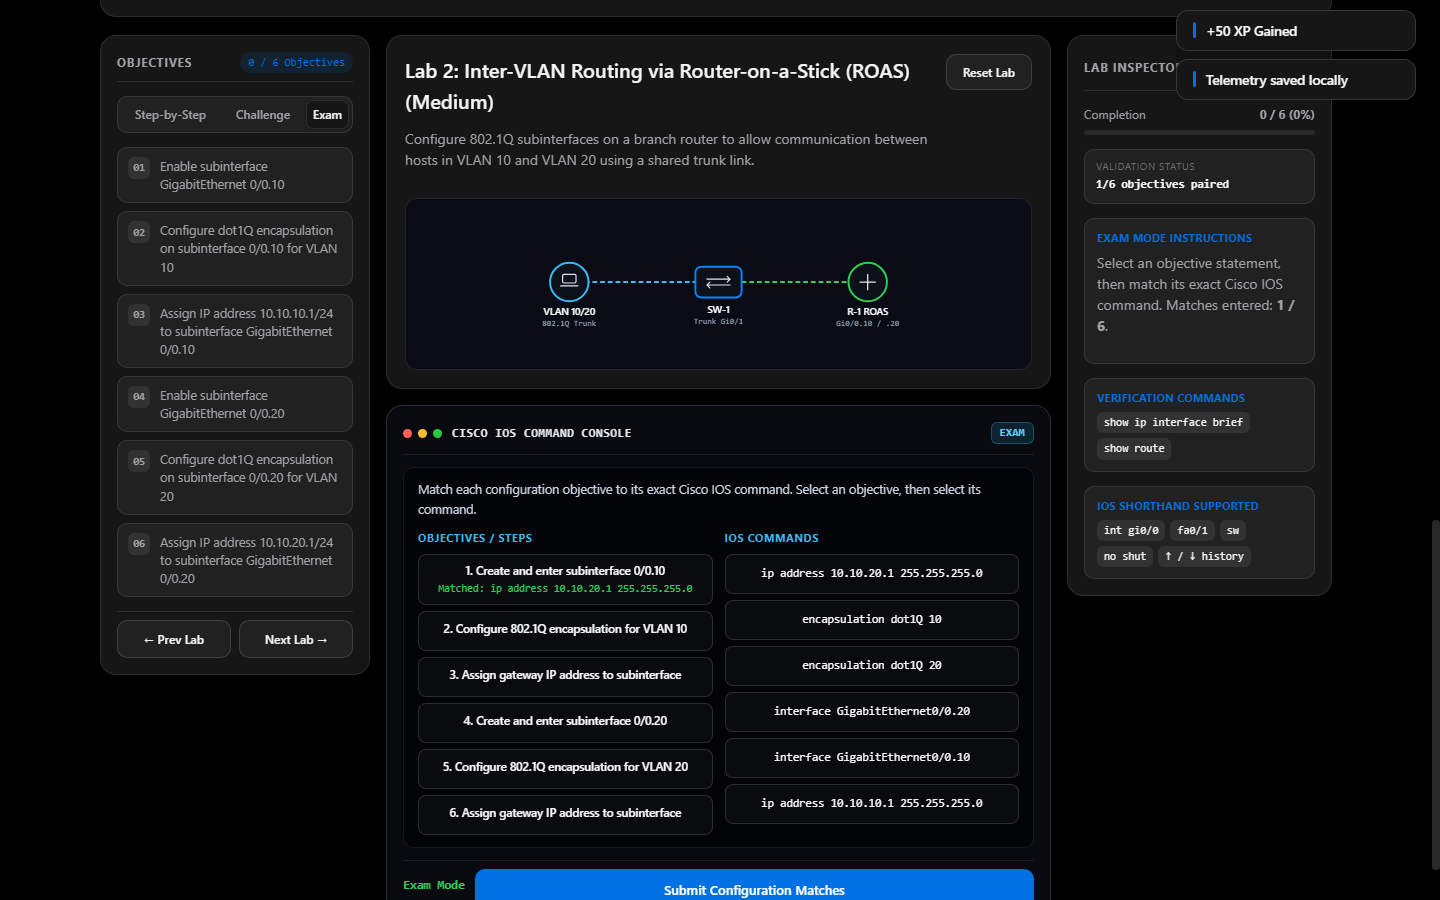 OBJECTIVES
0 / 6 Objectives
Step-by-Step
Challenge
Exam
01
Enable subinterface
GigabitEthernet 0/0.10
02
Configure dot1Q encapsulation
on subinterface 0/0.10 for VLAN
10
03
Assign IP address 10.10.10.1/24
to subinterface GigabitEthernet
0/0.10
04
Enable subinterface
GigabitEthernet 0/0.20
05
Configure dot1Q encapsulation
on subinterface 0/0.20 for VLAN
20
06
Assign IP address 10.10.20.1/24
to subinterface GigabitEthernet
0/0.20
← Prev Lab
Next Lab →
Lab 2: Inter-VLAN Routing via Router-on-a-Stick (ROAS)
(Medium)
Reset Lab
Configure 802.1Q subinterfaces on a branch router to allow communication between
hosts in VLAN 10 and VLAN 20 using a shared trunk link.
VLAN 10/20
802.1Q Trunk
SW-1
Trunk Gi0/1
R-1 ROAS
Gi0/0.10 / .20
CISCO IOS COMMAND CONSOLE
EXAM
Match each configuration objective to its exact Cisco IOS command. Select an objective, then select its
command.
OBJECTIVES / STEPS
1. Create and enter subinterface 0/0.10
Matched: ip address 10.10.20.1 255.255.255.0
2. Configure 802.1Q encapsulation for VLAN 10
3. Assign gateway IP address to subinterface
4. Create and enter subinterface 0/0.20
5. Configure 802.1Q encapsulation for VLAN 20
6. Assign gateway IP address to subinterface
IOS COMMANDS
ip address 10.10.20.1 255.255.255.0
encapsulation dot1Q 10
encapsulation dot1Q 20
interface GigabitEthernet0/0.20
interface GigabitEthernet0/0.10
ip address 10.10.10.1 255.255.255.0
Exam Mode
Submit Configuration Matches
+50 XP Gained
Telemetry saved locally
LAB INSPECTO
Completion
0 / 6 (0%)
VALIDATION STATUS
1/6 objectives paired
EXAM MODE INSTRUCTIONS
Select an objective statement,
then match its exact Cisco IOS
command. Matches entered: 1 /
6.
VERIFICATION COMMANDS
show ip interface brief
show route
IOS SHORTHAND SUPPORTED
int gi0/0
fa0/1
sw
no shut
↑ / ↓ history